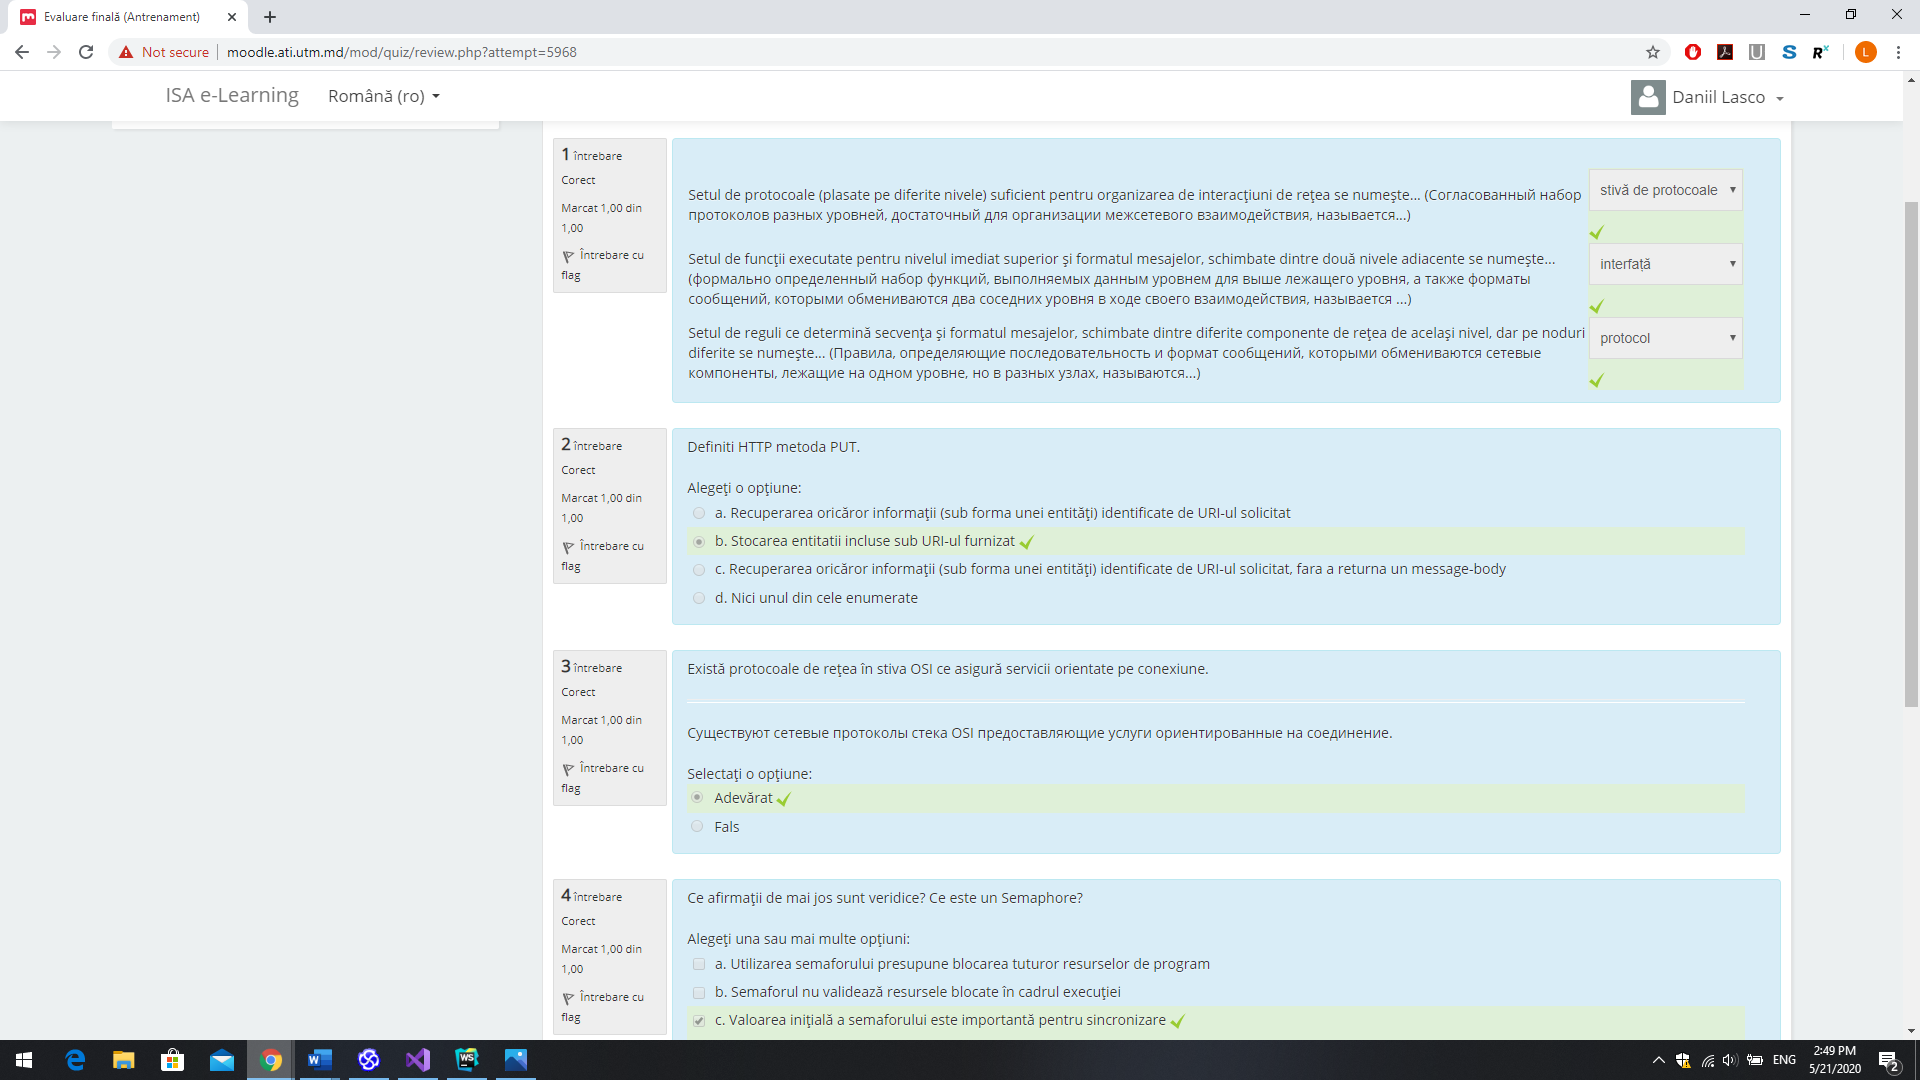 Evaluare finală (Antrenament)
Not secure
moodle.ati.utm.md/mod/quiz/review.php?attempt=5968
L
ISA e-Learning
Română (ro)
Daniil Lasco
1 întrebare
Corect
Marcat 1,00 din
1,00
Întrebare cu
flag
Setul de protocoale (plasate pe diferite nivele) suficient pentru organizarea de interacţiuni de reţea se numeşte... (Согласованный набор
протоколов разных уровней, достаточный для организации межсетевого взаимодействия, называется...)
stivă de protocoale
Setul de funcţii executate pentru nivelul imediat superior şi formatul mesajelor, schimbate dintre două nivele adiacente se numeşte...
(формально определенный набор функций, выполняемых данным уровнем для выше лежащего уровня, а также форматы
сообщений, которыми обмениваются два соседних уровня в ходе своего взаимодействия, называется ...)
interfaţă
Setul de reguli ce determină secvenţa şi formatul mesajelor, schimbate dintre diferite componente de reţea de acelaşi nivel, dar pe noduri
diferite se numeşte... (Правила, определяющие последовательность и формат сообщений, которыми обмениваются сетевые
компоненты, лежащие на одном уровне, но в разных узлах, называются...)
protocol
2 întrebare
Corect
Marcat 1,00 din
1,00
Întrebare cu
flag
Definiti HTTP metoda PUT.
Alegeţi o opţiune:
a. Recuperarea oricăror informaţii (sub forma unei entităţi) identificate de URI-ul solicitat
b. Stocarea entitatii incluse sub URI-ul furnizat
c. Recuperarea oricăror informaţii (sub forma unei entităţi) identificate de URI-ul solicitat, fara a returna un message-body
d. Nici unul din cele enumerate
3 întrebare
Corect
Marcat 1,00 din
1,00
Întrebare cu
flag
Există protocoale de reţea în stiva OSI ce asigură servicii orientate pe conexiune.
Существуют сетевые протоколы стека OSI предоставляющие услуги ориентированные на соединение.
Selectaţi o opţiune:
Adevărat
Fals
4 întrebare
Corect
Marcat 1,00 din
1,00
Întrebare cu
flag
Ce afirmaţii de mai jos sunt veridice? Ce este un Semaphore?
Alegeţi una sau mai multe opţiuni:
a. Utilizarea semaforului presupune blocarea tuturor resurselor de program
b. Semaforul nu validează resursele blocate în cadrul execuţiei
c. Valoarea iniţială a semaforului este importantă pentru sincronizare
ENG
2:49 PM
5/21/2020
2